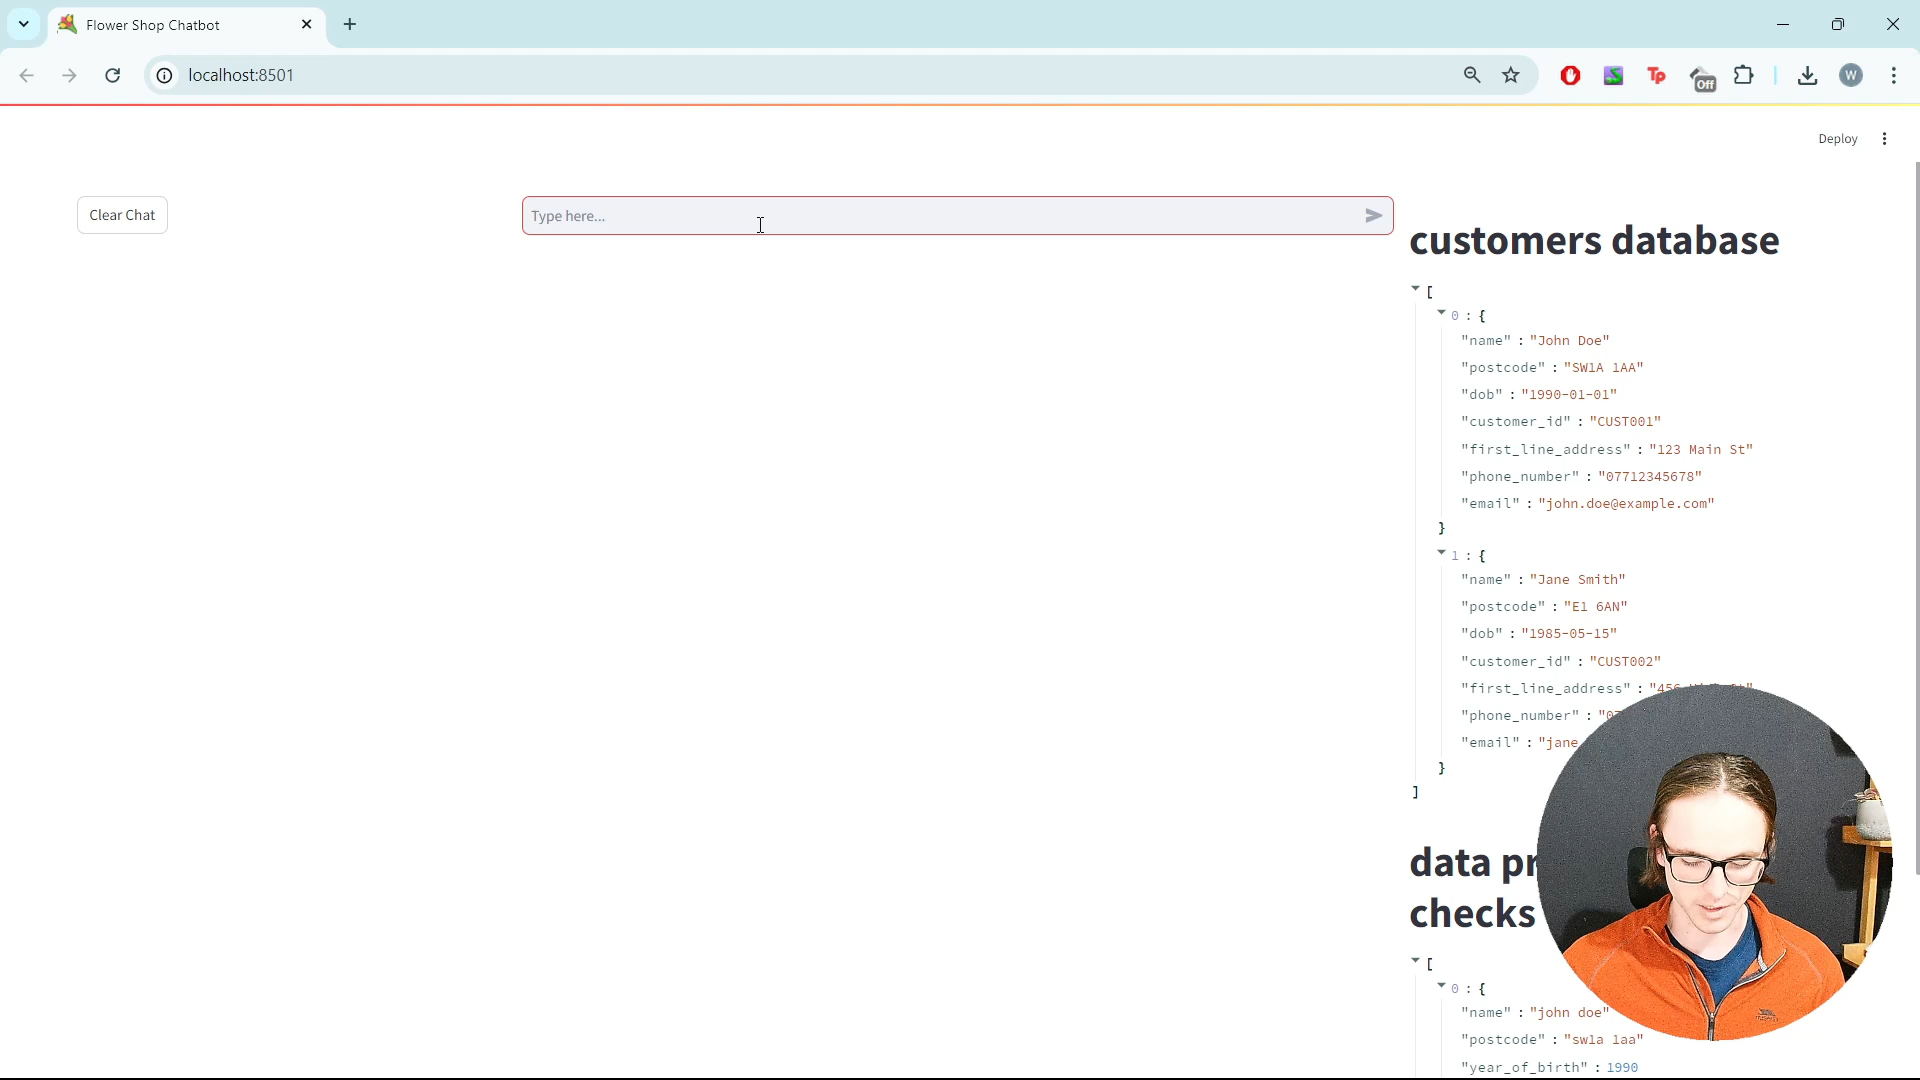 Flower Shop Chatbot
localhost:8501
Tp
Off
W
Deploy
Clear Chat
Type here...
customers database
[
0 : {
"name" : "John Doe"
"postcode" : "SW1A 1AA"
"dob" : "1990-01-01"
"customer_id" : "CUST001"
"first_line_address" : "123 Main St"
"phone_number" : "07712345678"
"email" : "john.doe@example.com"
}
1 : {
"name" : "Jane Smith"
"postcode" : "E1 6AN"
"dob" : "1985-05-15"
"customer_id" : "CUST002"
"first_line_address" :
"phone_number" :
"email" : "jane
}
]
data
checks
[
0 : {
"name" : "john doe"
"postcode" : "sw1a 1aa"
"year_of_birth" : 1990